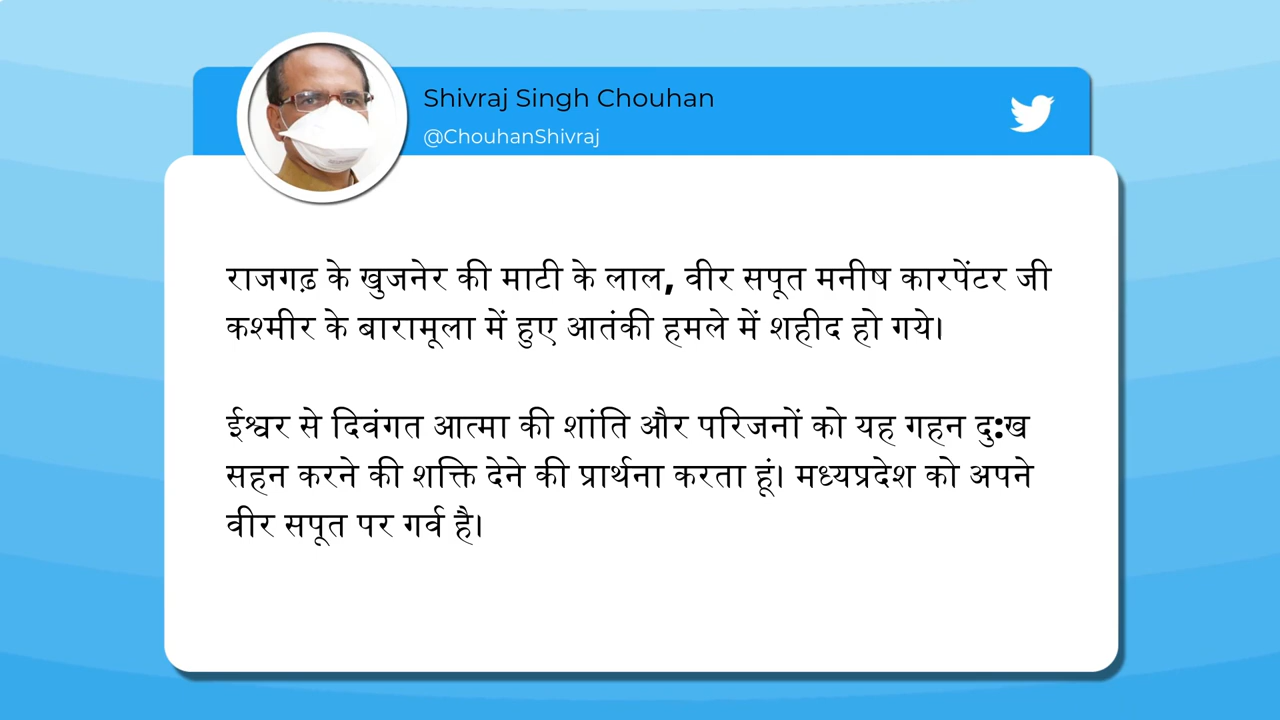 Shivraj Singh Chouhan
@ChouhanShivraj
राजगढ़ के खुजनेर की माटी के लाल, वीर सपूत मनीष कारपेंटर जी
कश्मीर के बारामूला में हुए आतंकी हमले में शहीद हो गये।
ईश्वर से दिवंगत आत्मा की शांति और परिजनों को यह गहन दु:ख
सहन करने की शक्ति देने की प्रार्थना करता हूं। मध्यप्रदेश को अपने
वीर सपूत पर गर्व है।